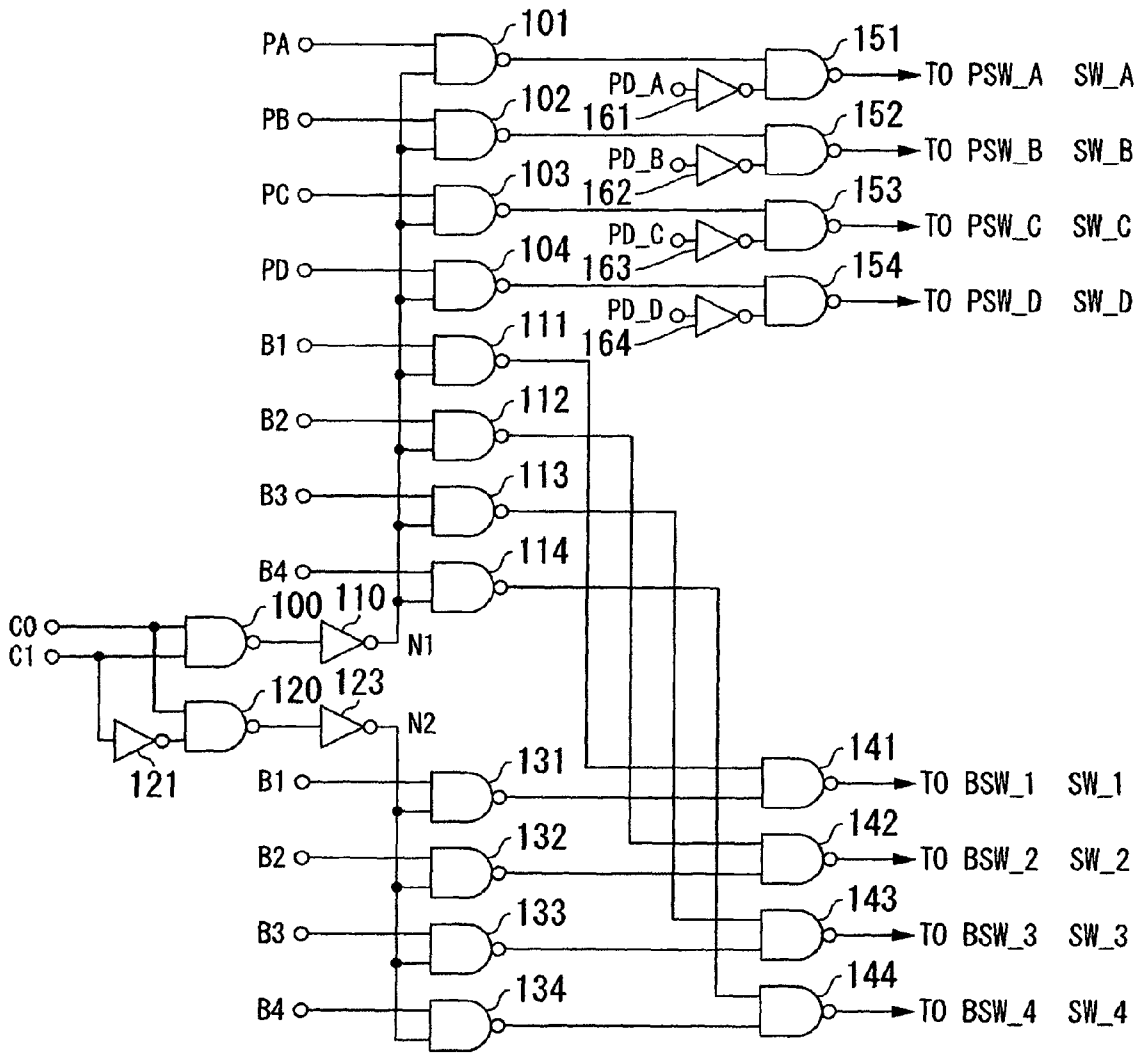 PA 101 151 TO PSW_A SW_A
PD_A 161
PB 102 152 TO PSW_B SW_B
PD_B 162
PC 103 153 TO PSW_C SW_C
PD_C 163
PD 104 154 TO PSW_D SW_D
PD_D 164
B1 111
B2 112
B3 113
B4 114
C0 100 110 N1
C1
120 123 N2
121
B1 131 141 TO BSW_1 SW_1
B2 132 142 TO BSW_2 SW_2
B3 133 143 TO BSW_3 SW_3
B4 134 144 TO BSW_4 SW_4